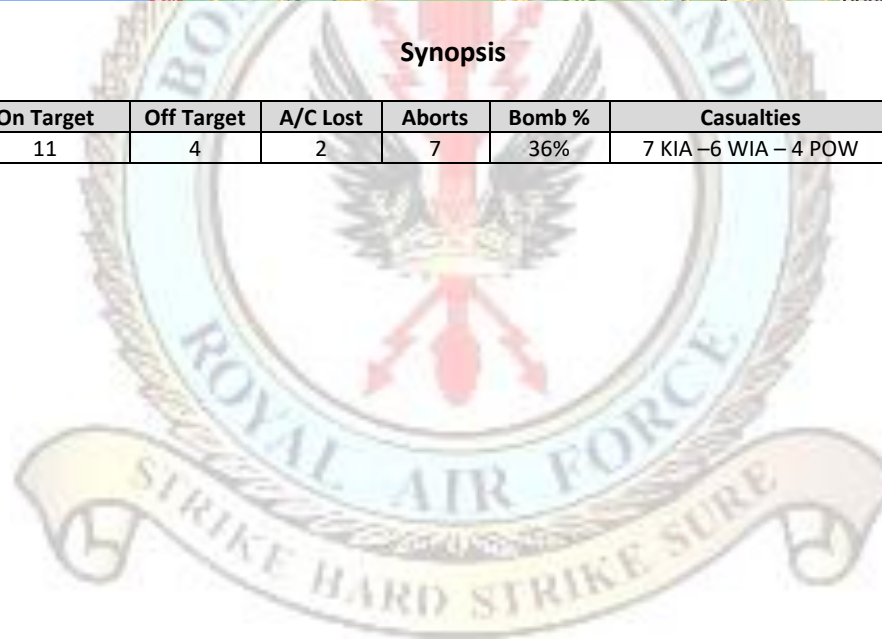 Synopsis
On Target Off Target A/C Lost Aborts Bomb % Casualties
11 4 2 7 36% 7 KIA –6 WIA – 4 POW
ROYAL AIR FORCE
STRIKE HARD STRIKE SURE